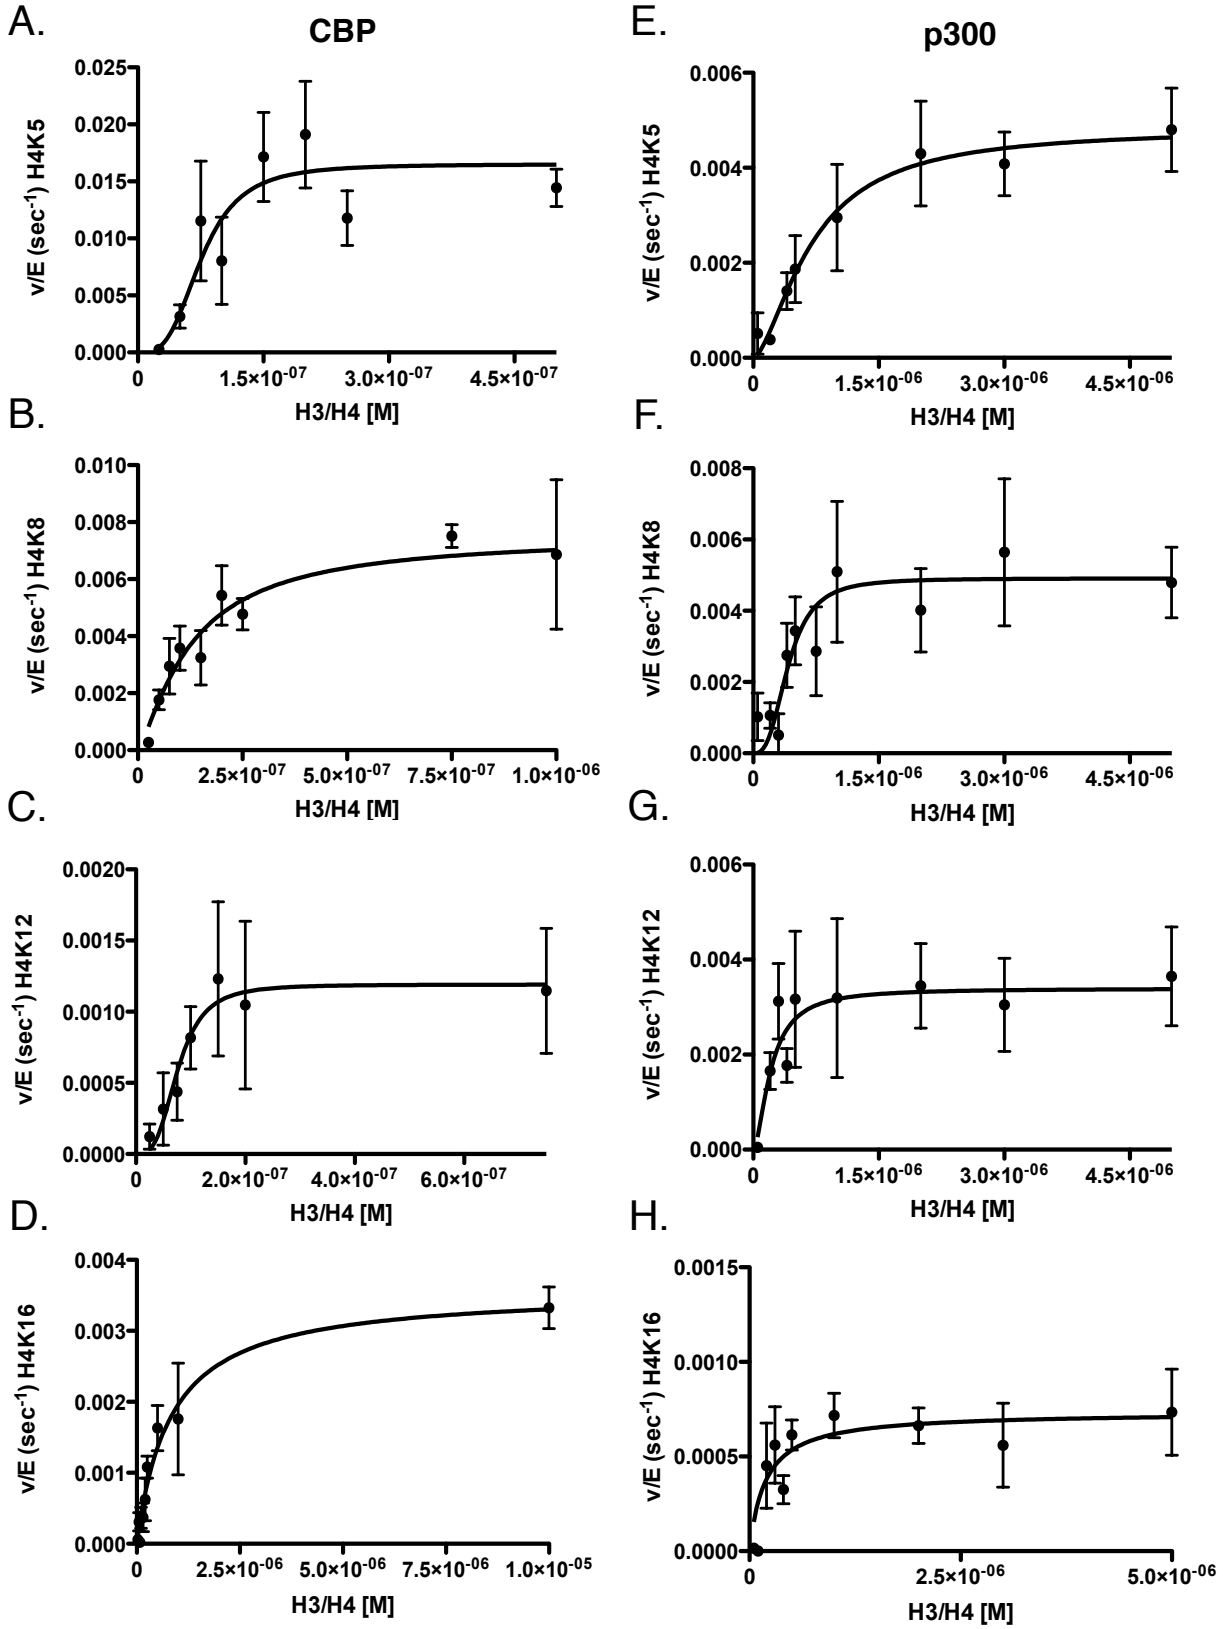 A.
CBP
v/E (sec-1) H4K5
0.025
0.020
0.015
0.010
0.005
0.000
0
1.5×10-07
3.0×10-07
4.5×10-07
H3/H4 [M]
E.
p300
v/E (sec-1) H4K5
0.006
0.004
0.002
0.000
0
1.5×10-06
3.0×10-06
4.5×10-06
H3/H4 [M]
B.
v/E (sec-1) H4K8
0.010
0.008
0.006
0.004
0.002
0.000
0
2.5×10-07
5.0×10-07
7.5×10-07
1.0×10-06
H3/H4 [M]
F.
v/E (sec-1) H4K8
0.008
0.006
0.004
0.002
0.000
0
1.5×10-06
3.0×10-06
4.5×10-06
H3/H4 [M]
C.
v/E (sec-1) H4K12
0.0020
0.0015
0.0010
0.0005
0.0000
0
2.0×10-07
4.0×10-07
6.0×10-07
H3/H4 [M]
G.
v/E (sec-1) H4K12
0.006
0.004
0.002
0.000
0
1.5×10-06
3.0×10-06
4.5×10-06
H3/H4 [M]
D.
v/E (sec-1) H4K16
0.004
0.003
0.002
0.001
0.000
0
2.5×10-06
5.0×10-06
7.5×10-06
1.0×10-05
H3/H4 [M]
H.
v/E (sec-1) H4K16
0.0015
0.0010
0.0005
0.0000
0
2.5×10-06
5.0×10-06
H3/H4 [M]